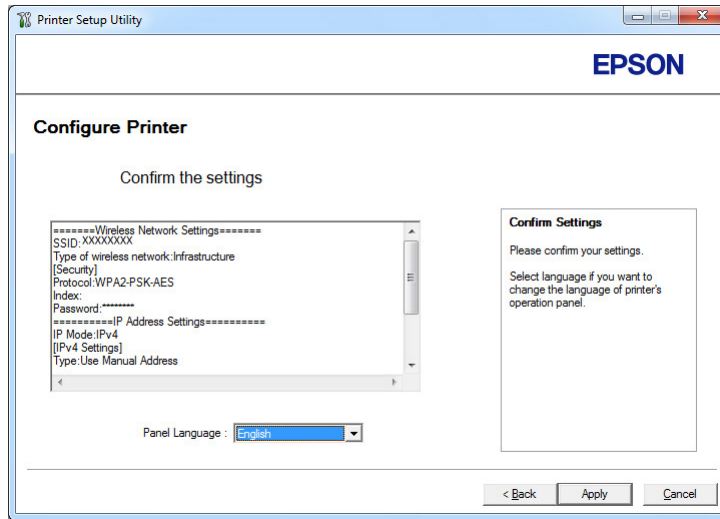 Printer Setup Utility
EPSON
Configure Printer
Confirm the settings
=======Wireless Network Settings=======
SSID:XXXXXXXX
Type of wireless network:Infrastructure
[Security]
Protocol:WPA2-PSK-AES
Index:
Password:********
==========IP Address Settings==========
IP Mode:IPv4
[IPv4 Settings]
Type:Use Manual Address
Confirm Settings
Please confirm your settings.
Select language if you want to
change the language of printer's
operation panel.
Panel Language :
English
< Back
Apply
Cancel